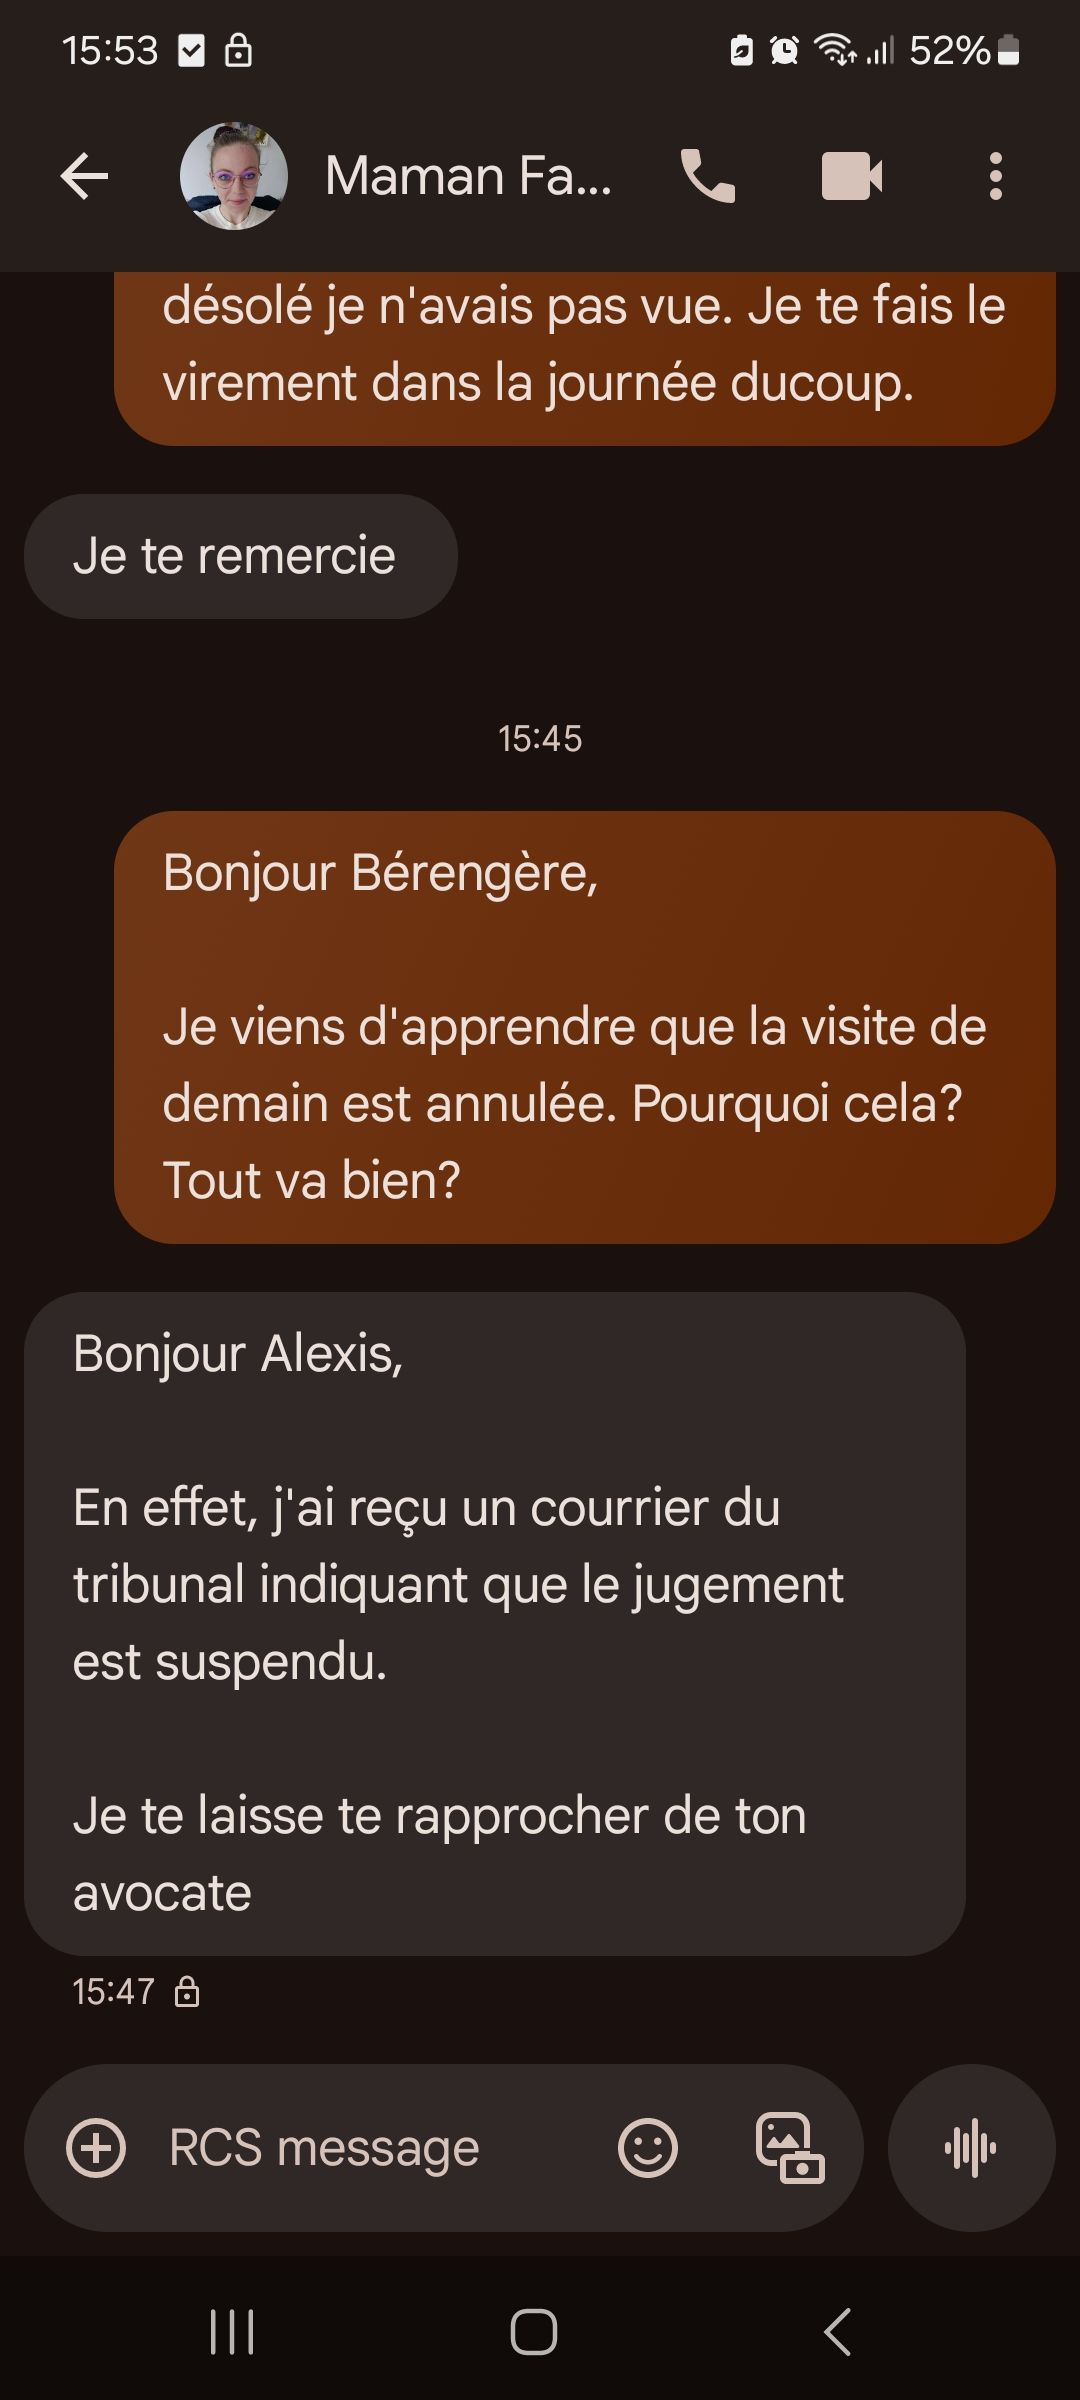 15:53
52%
Maman Fa...
désolé je n'avais pas vue. Je te fais le
virement dans la journée ducoup.
Je te remercie
15:45
Bonjour Bérengère,
Je viens d'apprendre que la visite de
demain est annulée. Pourquoi cela?
Tout va bien?
Bonjour Alexis,
En effet, j'ai reçu un courrier du
tribunal indiquant que le jugement
est suspendu.
Je te laisse te rapprocher de ton
avocate
15:47
RCS message